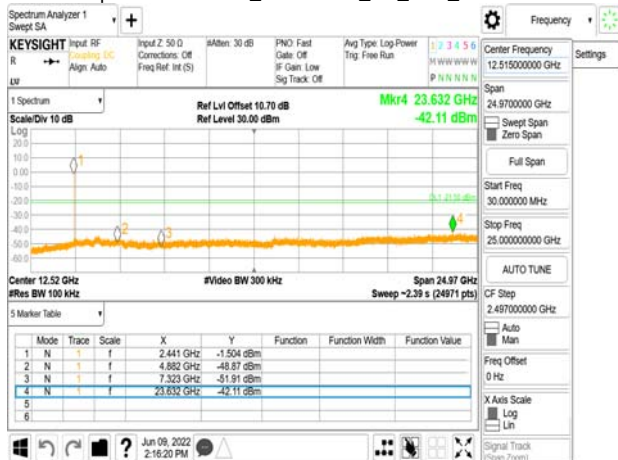 Spectrum Analyzer 1
Swept SA
Frequency
KEYSIGHT
R
Input: RF
Coupling: DC
Align: Auto
Input Z: 50 Ω
Corrections: Off
Freq Ref: Int (S)
#Atten: 30 dB
PNO: Fast
Gate: Off
IF Gain: Low
Sig Track: Off
Avg Type: Log-Power
Trig: Free Run
1 2 3 4 5 6
M W W W W W
P N N N N N
Center Frequency
12.515000000 GHz
Settings
Span
24.9700000 GHz
Swept Span
Zero Span
Full Span
Start Freq
30.000000 MHz
Stop Freq
25.000000000 GHz
AUTO TUNE
CF Step
2.497000000 GHz
Auto
Man
Freq Offset
0 Hz
X Axis Scale
Log
Lin
Signal Track
(Span Zoom)
1 Spectrum
Scale/Div 10 dB
Ref Lvl Offset 10.70 dB
Ref Level 30.00 dBm
Mkr4 23.632 GHz
-42.11 dBm
Log
20.0
10.0
0.00
-10.0
-20.0
-30.0
-40.0
-50.0
-60.0
1
2
3
4
Center 12.52 GHz
#Res BW 100 kHz
#Video BW 300 kHz
Span 24.97 GHz
Sweep ~2.39 s (24971 pts)
5 Marker Table
Mode Trace Scale X Y Function Function Width Function Value
1 N 1 f 2.441 GHz -1.504 dBm
2 N 1 f 4.882 GHz -48.87 dBm
3 N 1 f 7.323 GHz -51.91 dBm
4 N 1 f 23.632 GHz -42.11 dBm
5
6
Jun 09, 2022
2:16:20 PM